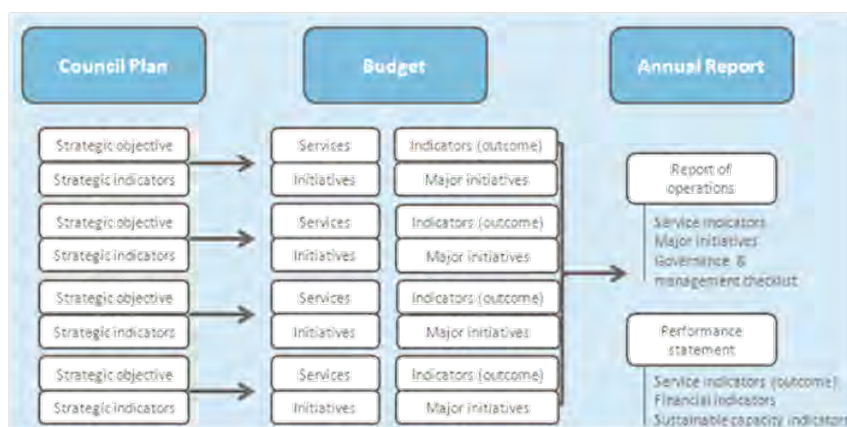 Council Plan
Budget
Annual Report
Strategic objective
Strategic indicators
Services
Initiatives
Indicators (outcome)
Major initiatives
Strategic objective
Strategic indicators
Services
Initiatives
Indicators (outcome)
Major initiatives
Strategic objective
Strategic indicators
Services
Initiatives
Indicators (outcome)
Major initiatives
Strategic objective
Strategic indicators
Services
Initiatives
Indicators (outcome)
Major initiatives
Report of
operations
Service indicators
Major initiatives
Governance &
management checklist
Performance
statement
Service indicators (outcome)
Financial indicators
Sustainable capacity indicators